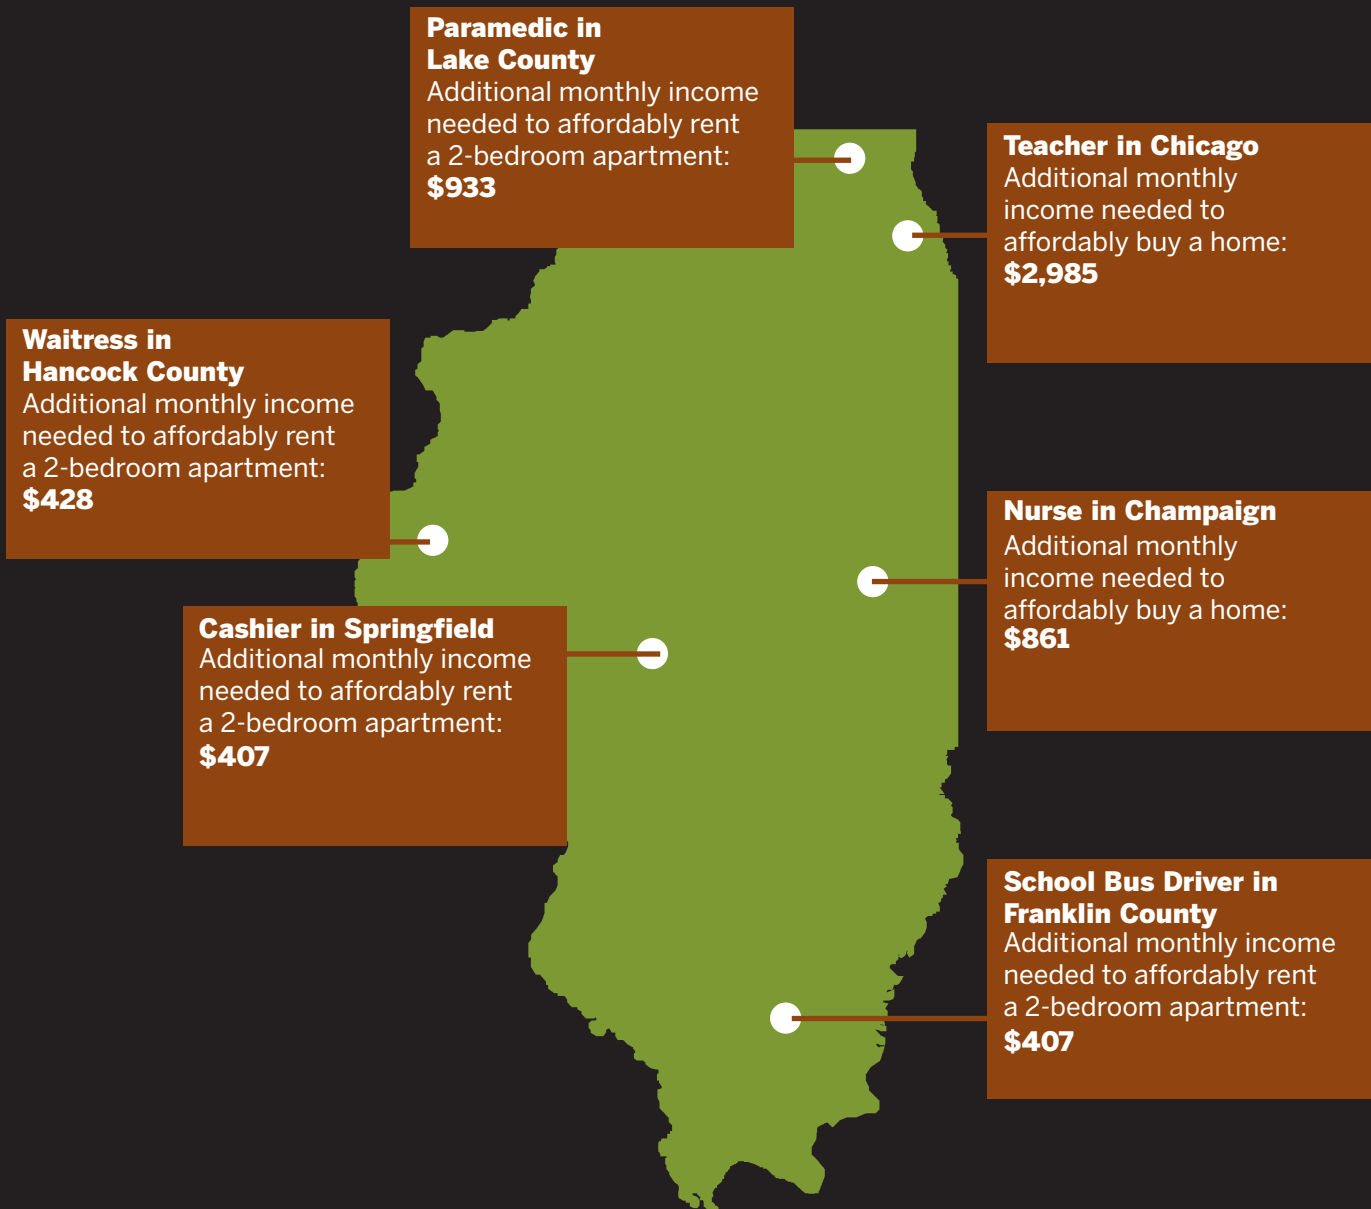 Paramedic in
Lake County
Additional monthly income
needed to affordably rent
a 2-bedroom apartment:
$933
Teacher in Chicago
Additional monthly
income needed to
affordably buy a home:
$2,985
Waitress in
Hancock County
Additional monthly income
needed to affordably rent
a 2-bedroom apartment:
$428
Nurse in Champaign
Additional monthly
income needed to
affordably buy a home:
$861
Cashier in Springfield
Additional monthly income
needed to affordably rent
a 2-bedroom apartment:
$407
School Bus Driver in
Franklin County
Additional monthly income
needed to affordably rent
a 2-bedroom apartment:
$407